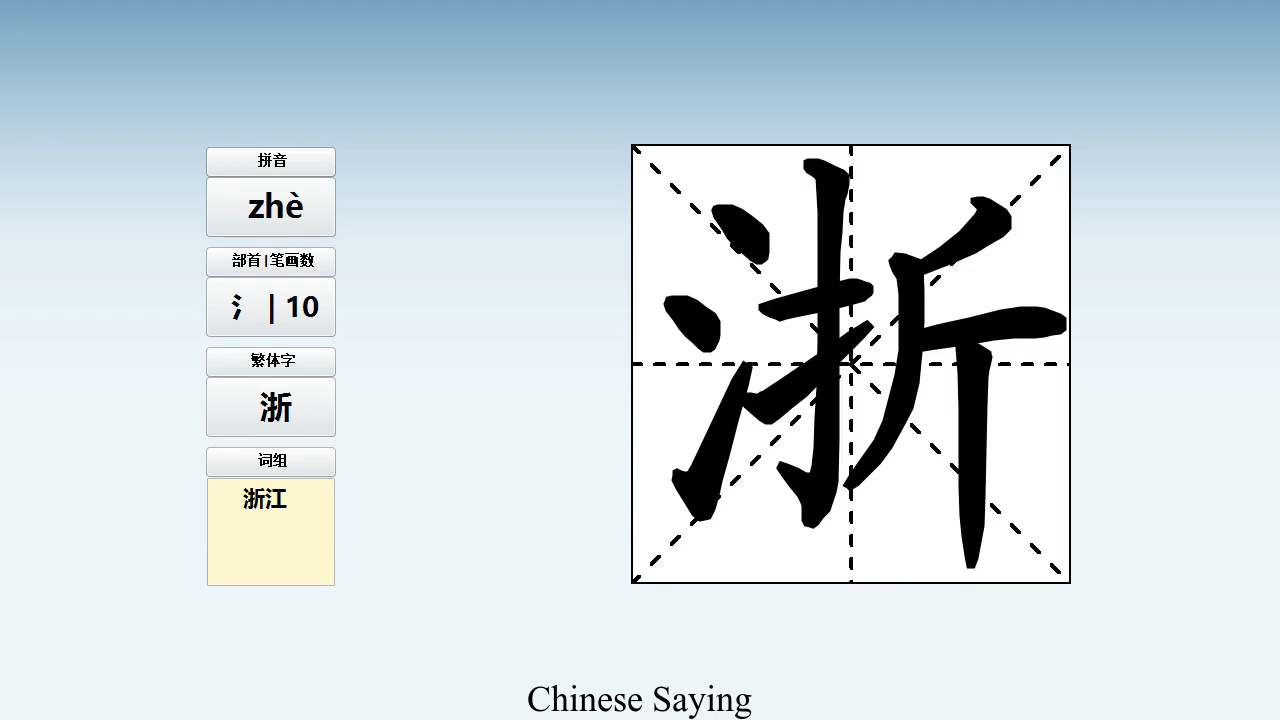 拼音
zhè
部首|笔画数
氵 | 10
繁体字
浙
词组
浙江
浙
Chinese Saying